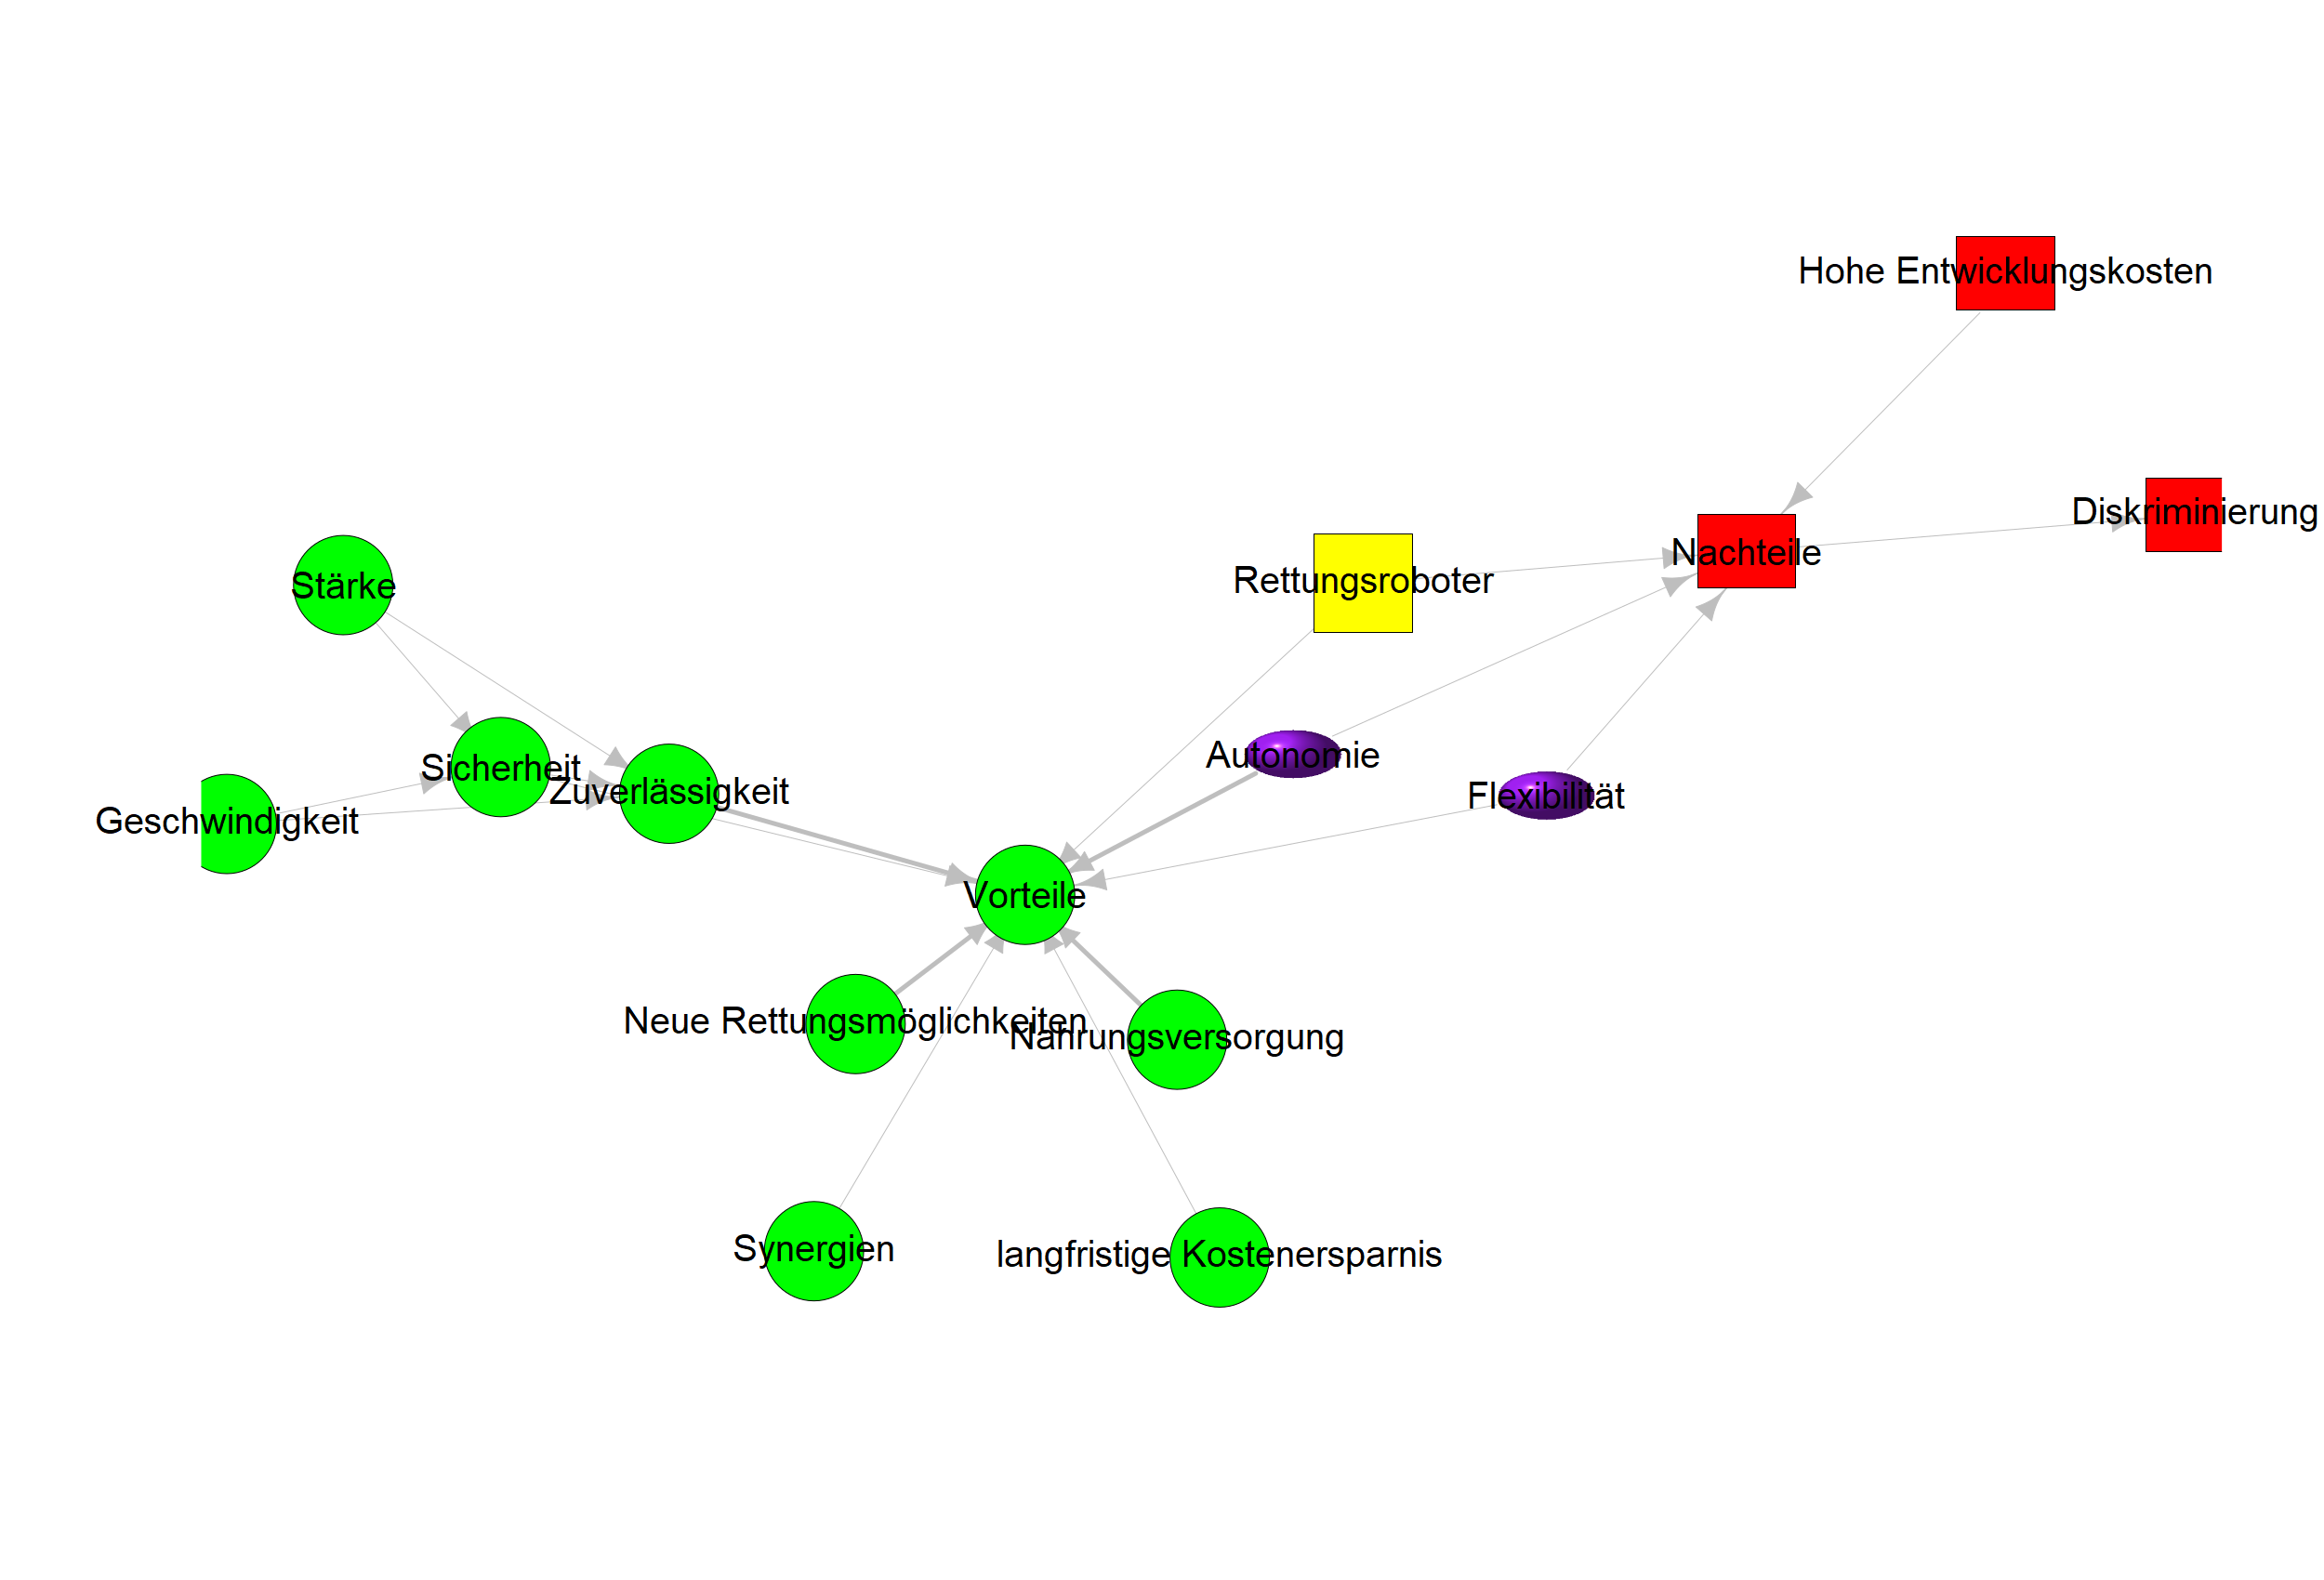 Hohe Entwicklungskosten
Diskriminierung
Nachteile
Rettungsroboter
Stärke
Autonomie
Sicherheit
Zuverlässigkeit
Flexibilität
Geschwindigkeit
Vorteile
Neue Rettungsmöglichkeiten
Nahrungsversorgung
Synergien
langfristige Kostenersparnis